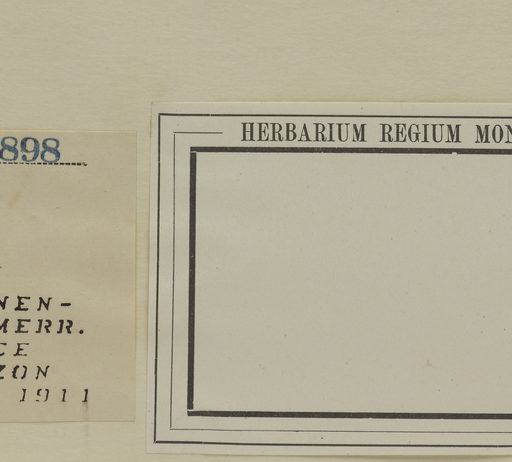 898
NEN-
MERR.
CE
ZON
1911
HERBARIUM REGIUM MON